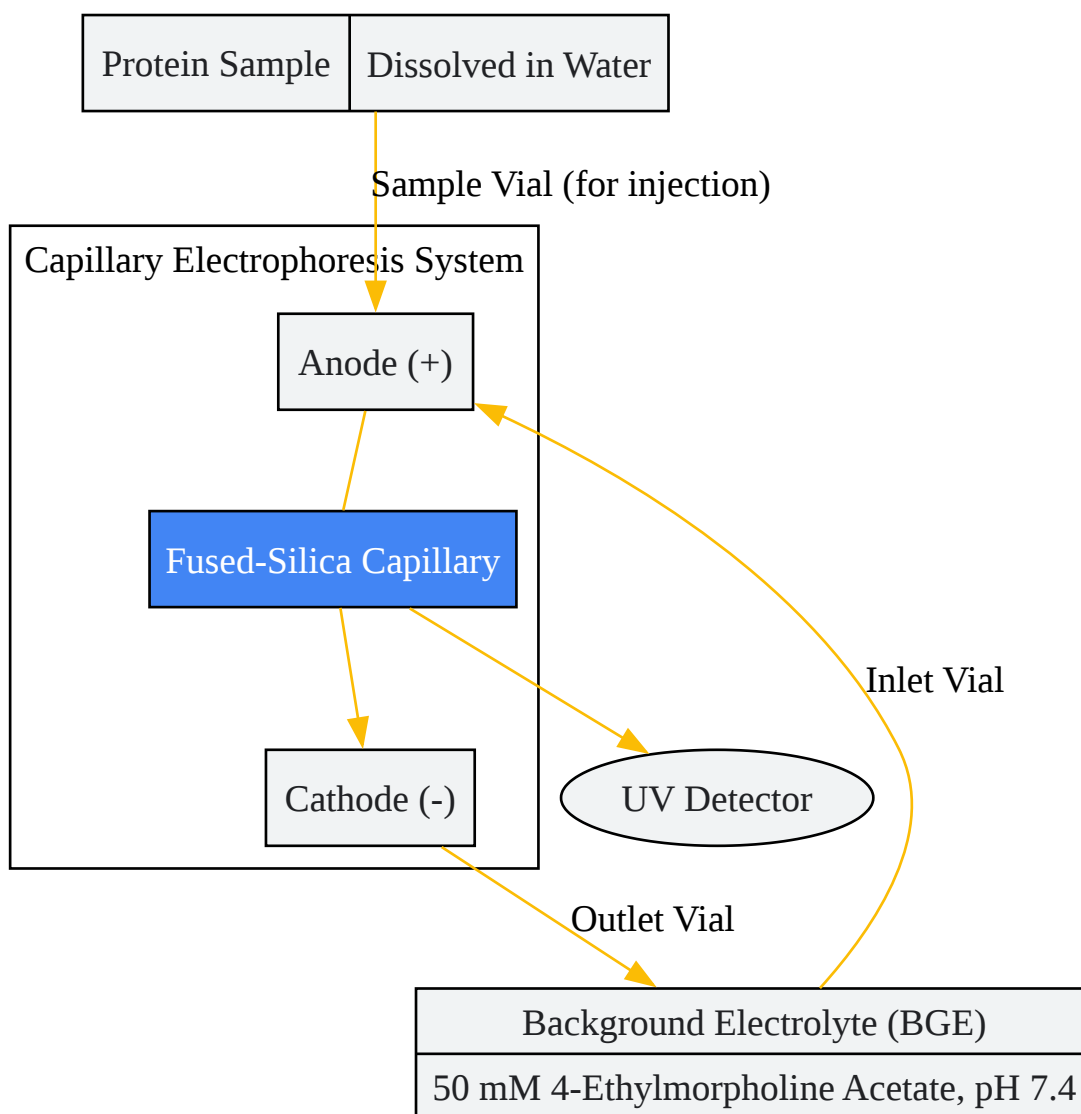 Protein Sample
Dissolved in Water
Sample Vial (for injection)
Capillary Electrophoresis System
Anode (+)
Fused-Silica Capillary
Inlet Vial
Cathode (-)
UV Detector
Outlet Vial
Background Electrolyte (BGE)
50 mM 4-Ethylmorpholine Acetate, pH 7.4